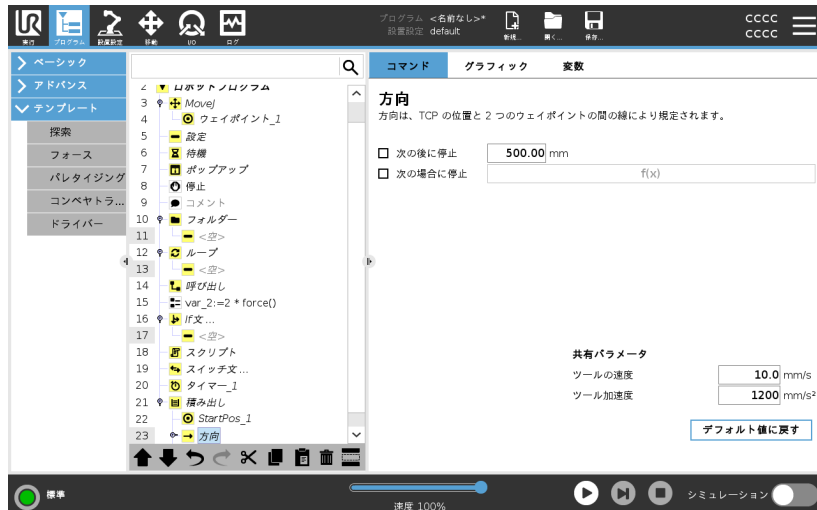 プログラム <名前なし>*
設置設定 default
UR
実行
プログラム
設置設定
移動
I/O
ログ
新規...
開く...
保存...
cccc
cccc
ベーシック
アドバンス
テンプレート
探索
フォース
パレタイジング
コンベヤトラ...
ドライバー
2 ロボットプログラム
3 MoveJ
4 ウェイポイント_1
5 設定
6 待機
7 ポップアップ
8 停止
9 コメント
10 フォルダー
11 <空>
12 ループ
13 <空>
14 呼び出し
15 var_2:=2 * force()
16 If文 ...
17 <空>
18 スクリプト
19 スイッチ文 ...
20 タイマー_1
21 積み出し
22 StartPos_1
23 方向
コマンド グラフィック 変数
方向
方向は、TCP の位置と 2 つのウェイポイントの間の線により規定されます。
次の後に停止 500.00 mm
次の場合に停止 f(x)
共有パラメータ
ツールの速度 10.0 mm/s
ツール加速度 1200 mm/s²
デフォルト値に戻す
標準
速度 100%
シミュレーション